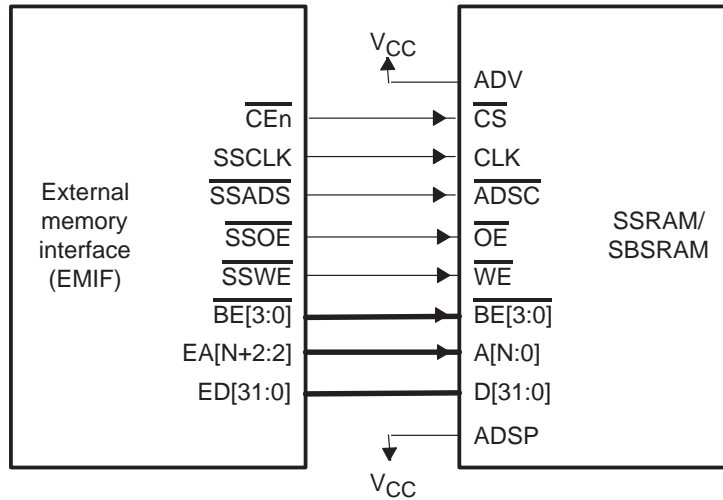 VCC
ADV
CEn
CS
SSCLK
CLK
SSADS
ADSC
External
memory
interface
(EMIF)
SSRAM/
SBSRAM
SSOE
OE
SSWE
WE
BE[3:0]
BE[3:0]
EA[N+2:2]
A[N:0]
ED[31:0]
D[31:0]
ADSP
VCC